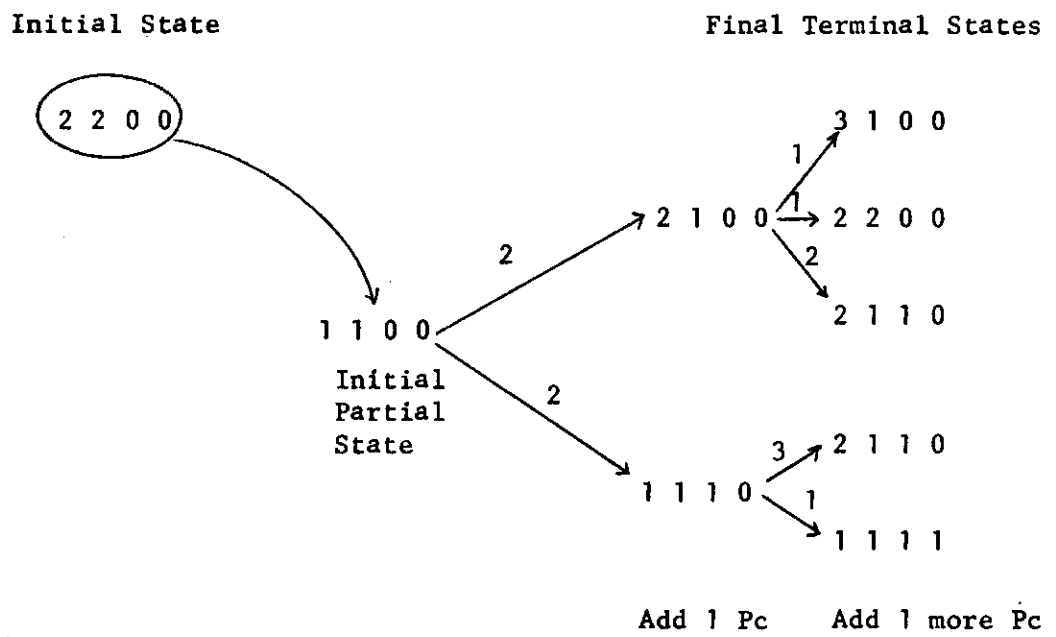 Initial State Final Terminal States
2 2 0 0
3 1 0 0
1
2 1 0 0
1
2 2 0 0
2
2
2 1 1 0
1 1 0 0
Initial
Partial
State
2
3
2 1 1 0
1 1 1 0
1
1 1 1 1
Add 1 Pc Add 1 more Pc